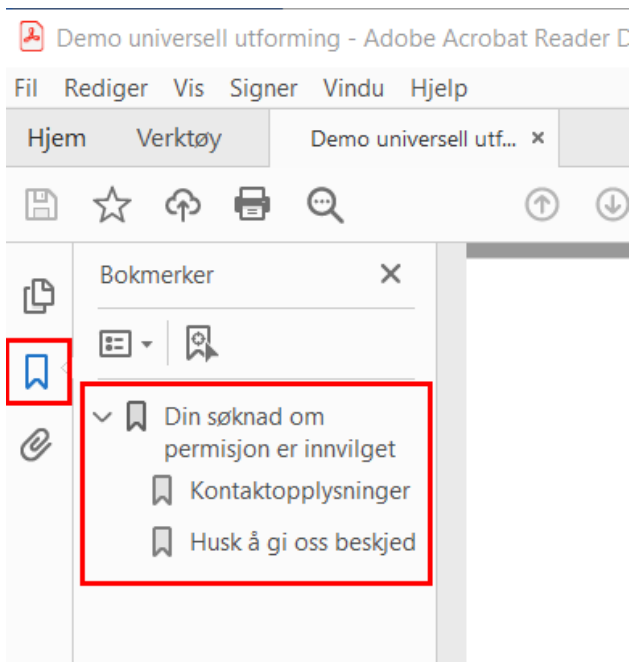 Demo universell utforming - Adobe Acrobat Reader D
Fil Rediger Vis Signer Vindu Hjelp
Hjem Verktøy Demo universell utf... ×
Bokmerker
Din søknad om
permisjon er innvilget
Kontaktopplysninger
Husk å gi oss beskjed